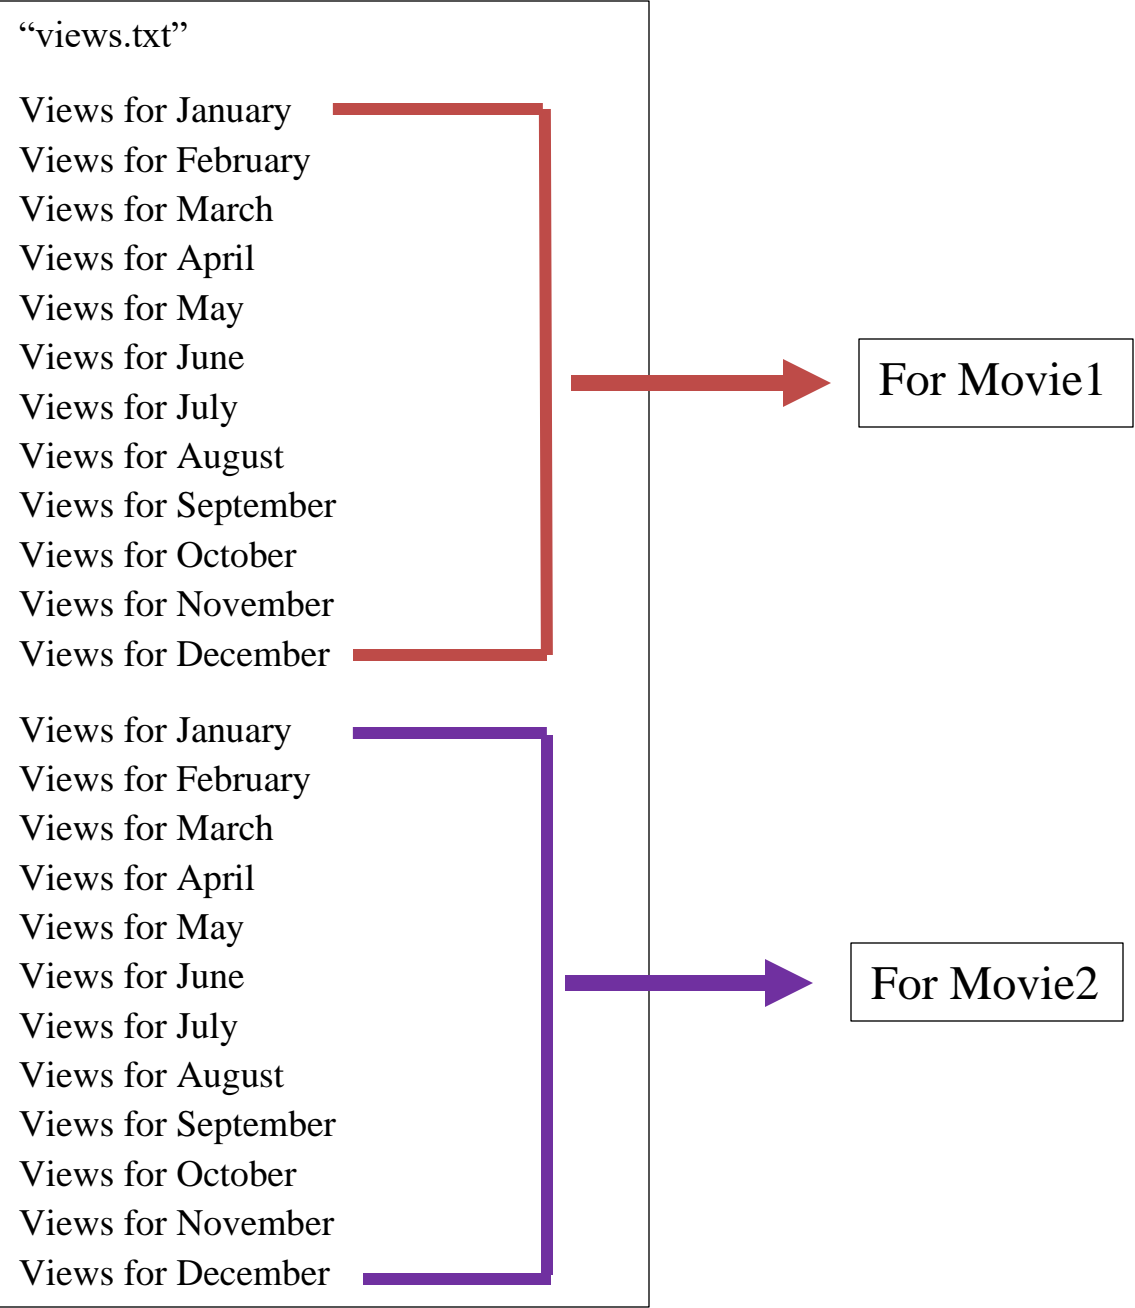 “views.txt”
Views for January
Views for February
Views for March
Views for April
Views for May
Views for June
Views for July
Views for August
Views for September
Views for October
Views for November
Views for December
For Movie1
Views for January
Views for February
Views for March
Views for April
Views for May
Views for June
Views for July
Views for August
Views for September
Views for October
Views for November
Views for December
For Movie2